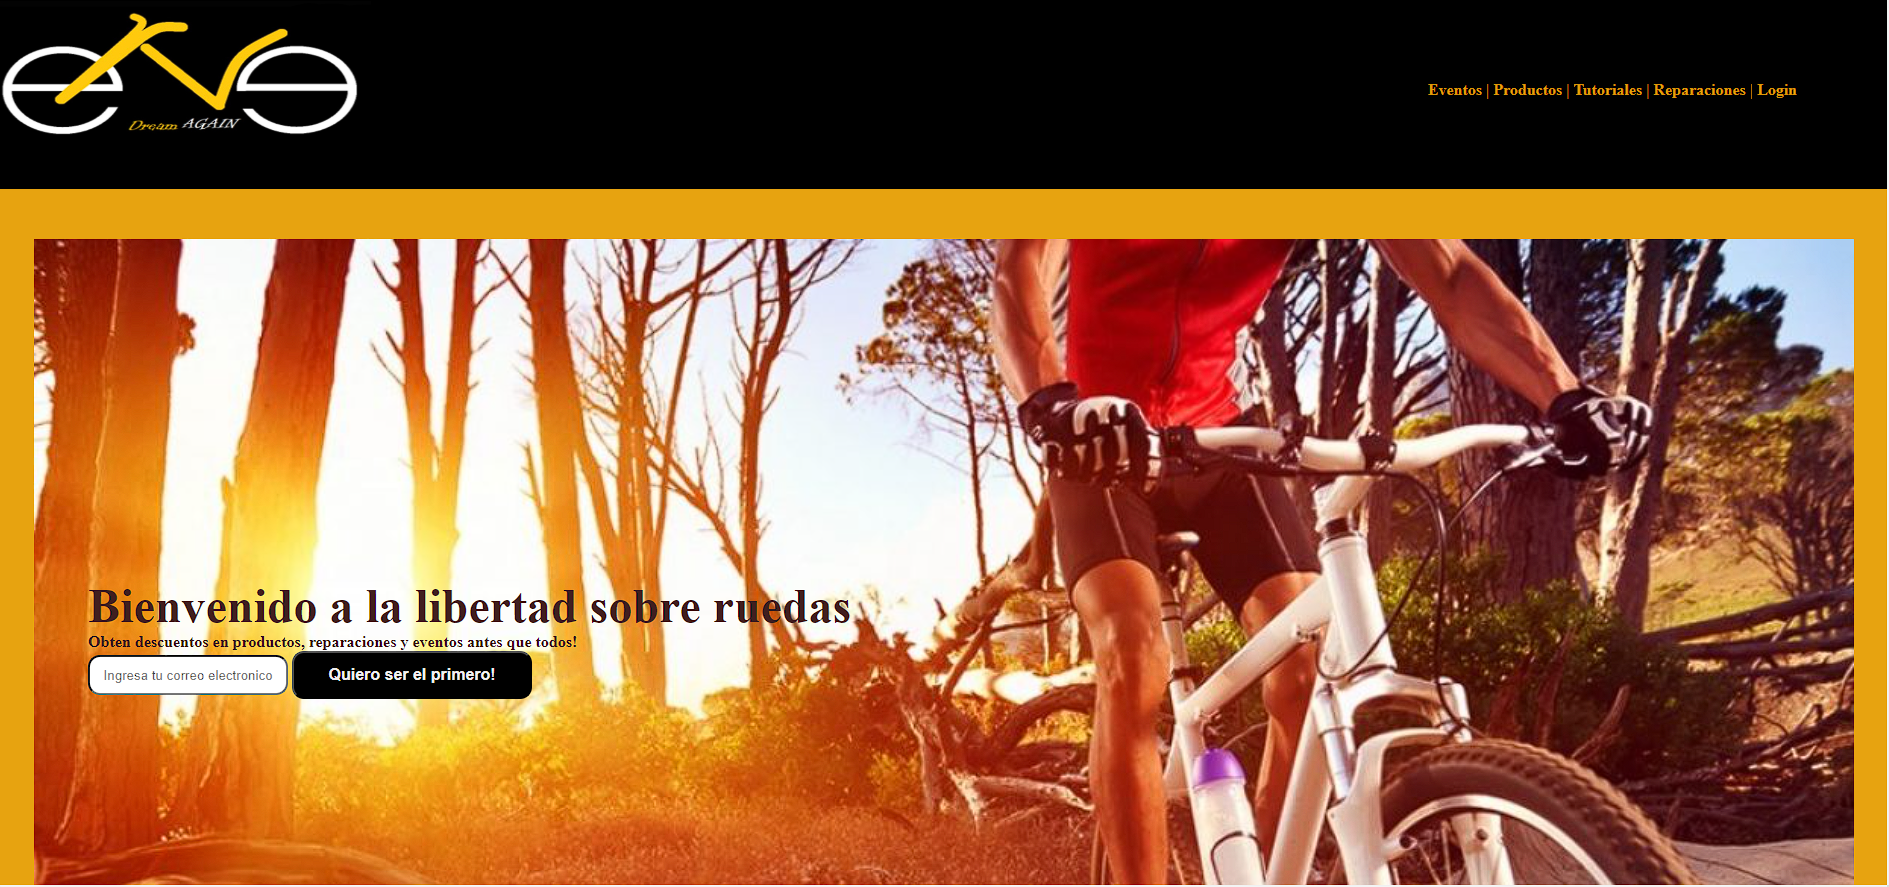 eve
Dream AGAIN
Eventos | Productos | Tutoriales | Reparaciones | Login
Bienvenido a la libertad sobre ruedas
Obten descuentos en productos, reparaciones y eventos antes que todos!
Ingresa tu correo electronico
Quiero ser el primero!